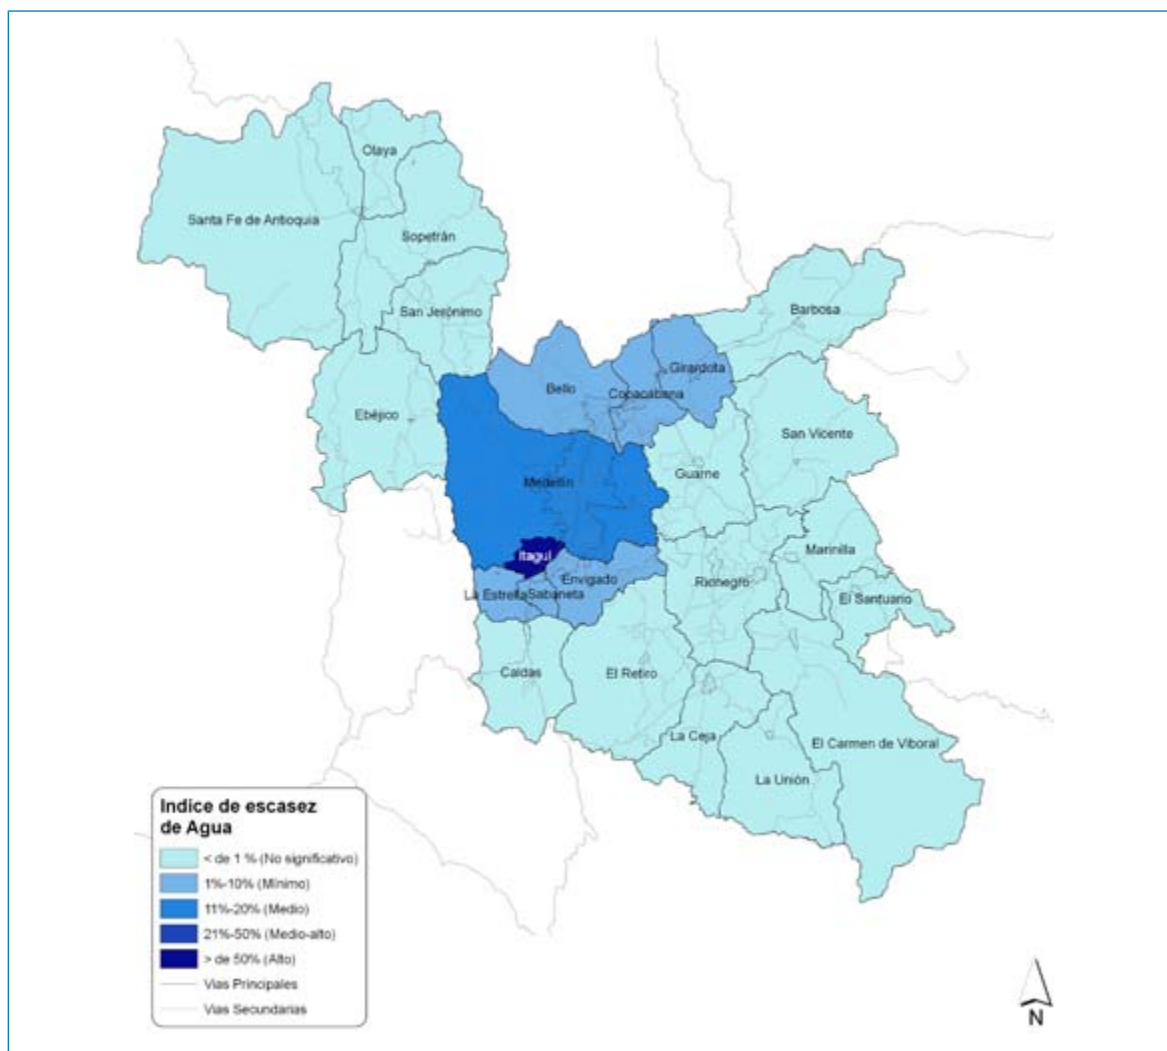 Olaya
Santa Fe de Antioquia
Sopetrán
San Jerónimo
Barbosa
Girardota
Bello
Copacabana
Ebéjico
San Vicente
Guarne
Medellín
Marinilla
Itagüí
Envigado
Rionegro
La Estrella
Sabaneta
El Santuario
Caldas
El Retiro
La Ceja
El Carmen de Viboral
La Unión
Indice de escasez
de Agua
< de 1 % (No significativo)
1%-10% (Mínimo)
11%-20% (Medio)
21%-50% (Medio-alto)
> de 50% (Alto)
Vias Principales
Vias Secundarias
N